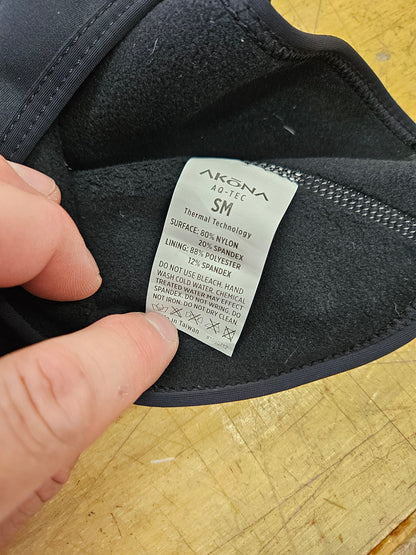 AKōNA
AQ-TEC
SM
Thermal Technology
SURFACE: 80% NYLON
20% SPANDEX
LINING: 88% POLYESTER
12% SPANDEX
DO NOT USE BLEACH. HAND
WASH COLD WATER. CHEMICAL
TREATED WATER MAY EFFECT
SPANDEX. DO NOT WRING. DO
NOT IRON. DO NOT DRY CLEAN
in Taiwan